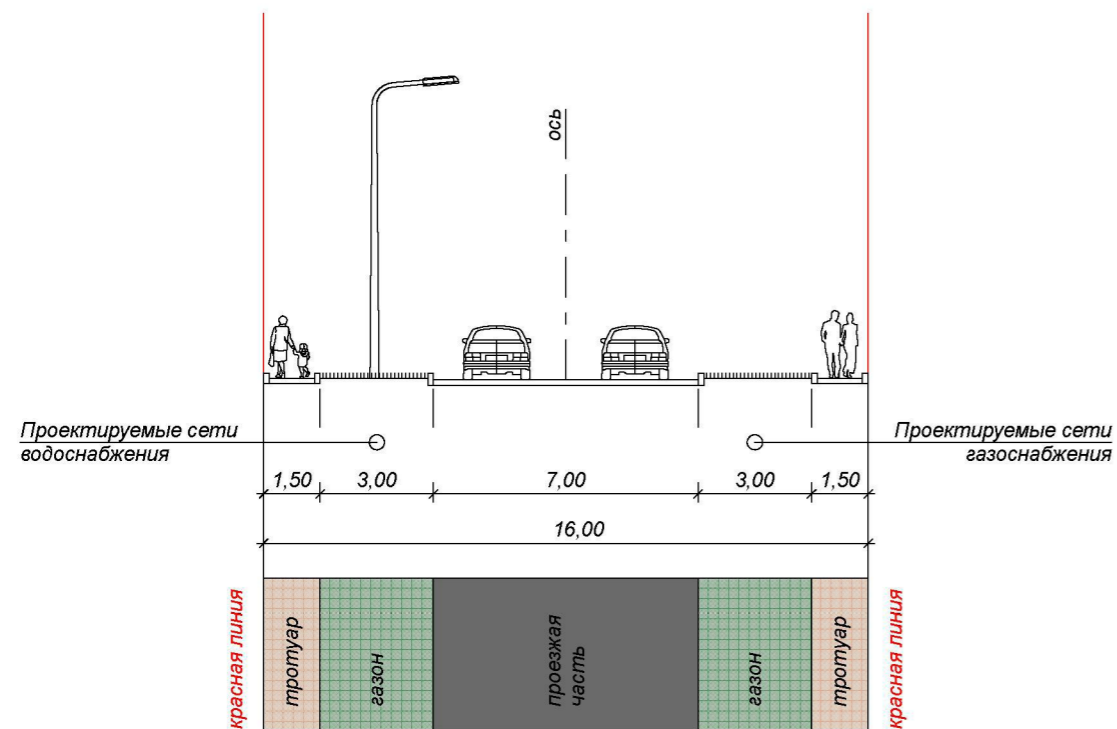 ось
Проектируемые сети
водоснабжения
Проектируемые сети
газоснабжения
1,50
3,00
7,00
3,00
1,50
16,00
красная линия
тротуар
газон
проезжая
часть
газон
тротуар
красная линия